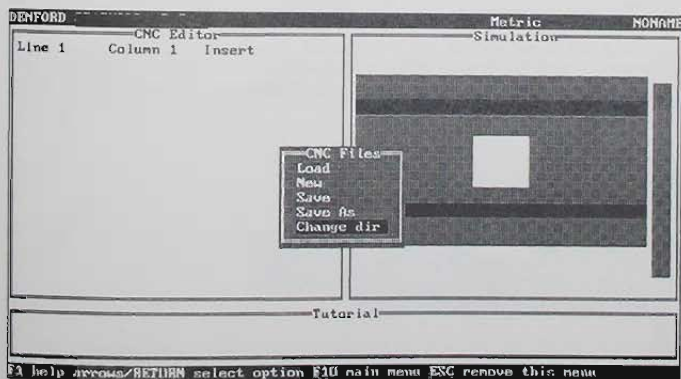 DENFORD Metric NONAME
CNC Editor
Simulation
Line 1 Column 1 Insert
CNC Files
Load
New
Save
Save As
Change dir
Tutorial
help arrows/RETURN select option F10 main menu ESC remove this menu